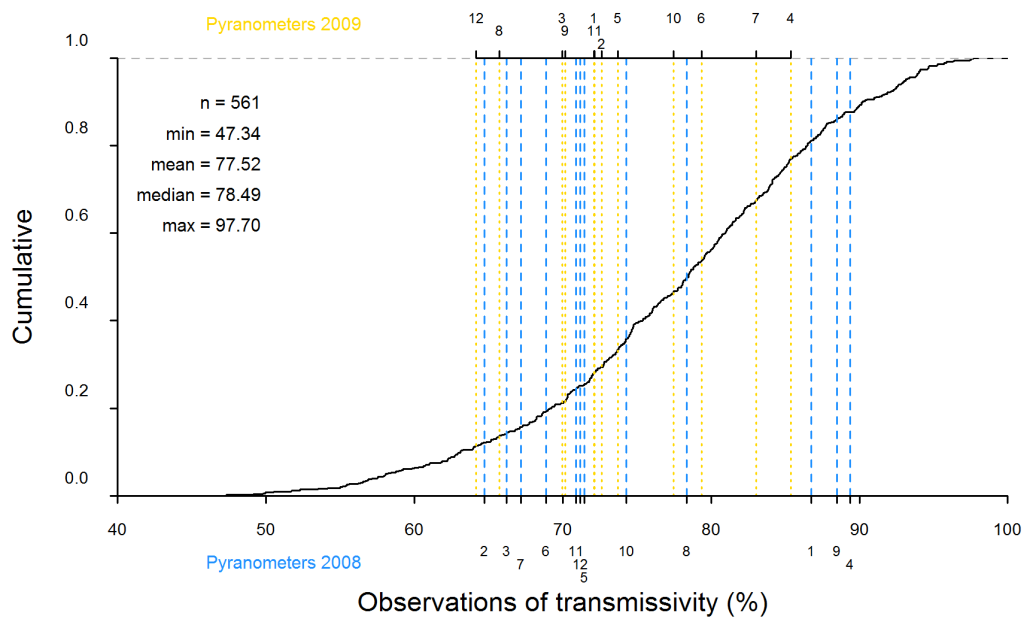 Pyranometers 2009
12 8 3 9 1 11 2 5 10 6 7 4
1.0
n = 561
min = 47.34
mean = 77.52
median = 78.49
max = 97.70
0.8
0.6
0.4
0.2
0.0
Cumulative
40 50 60 70 80 90 100
2 3 7 6 11 12 5 10 8 1 9 4
Pyranometers 2008
Observations of transmissivity (%)